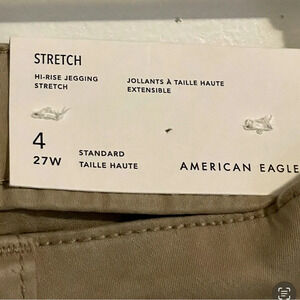 STRETCH
HI-RISE JEGGING
STRETCH
JOLLANTS À TAILLE HAUTE
EXTENSIBLE
4
27W
STANDARD
TAILLE HAUTE
AMERICAN EAGLE